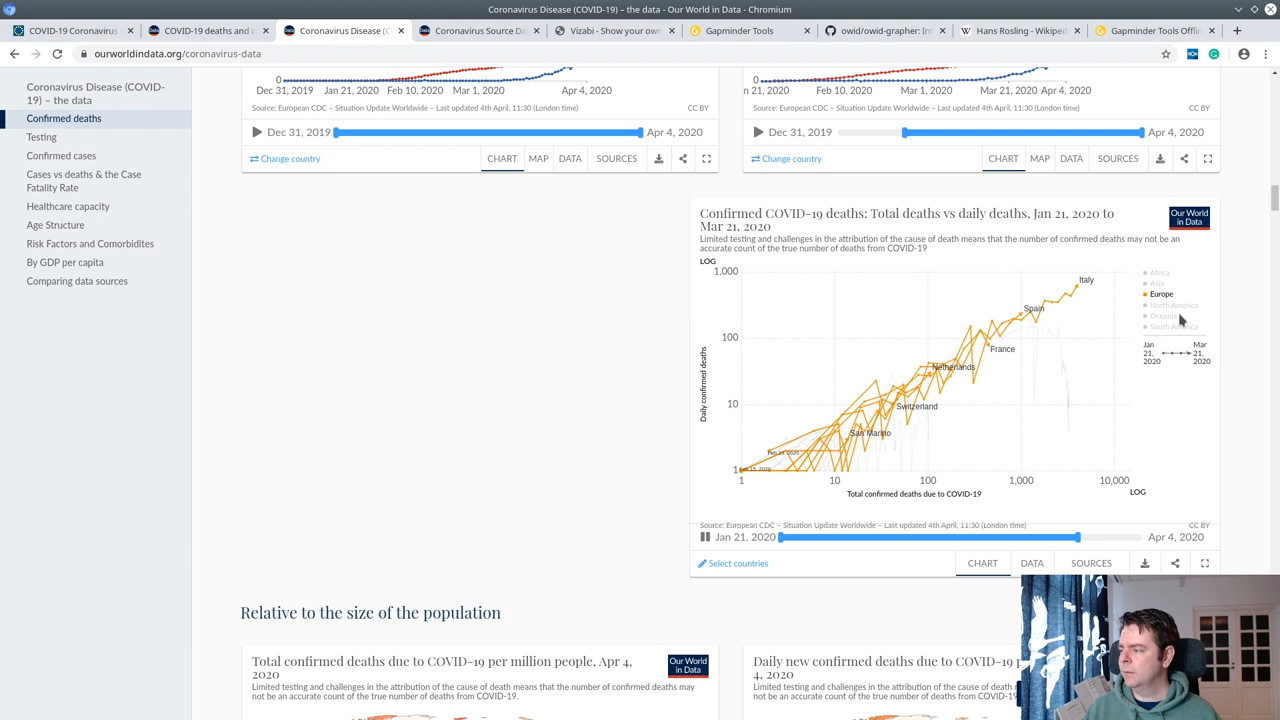 Coronavirus Disease (COVID-19) – the data - Our World in Data - Chromium
COVID-19 Coronavirus
COVID-19 deaths and c
Coronavirus Disease (C
Coronavirus Source Da
Vizabi - Show your own
Gapminder Tools
owid/owid-grapher: Int
Hans Rosling - Wikiped
Gapminder Tools Offlin
ourworldindata.org/coronavirus-data
Coronavirus Disease (COVID-
19) – the data
Confirmed deaths
Testing
Confirmed cases
Cases vs deaths & the Case
Fatality Rate
Healthcare capacity
Age Structure
Risk Factors and Comorbidites
By GDP per capita
Comparing data sources
0
Dec 31, 2019
Jan 21, 2020
Feb 10, 2020
Mar 1, 2020
Apr 4, 2020
Source: European CDC – Situation Update Worldwide – Last updated 4th April, 11:30 (London time)
CC BY
Dec 31, 2019
Apr 4, 2020
Change country
CHART
MAP
DATA
SOURCES
0
n 21, 2020
Feb 10, 2020
Mar 1, 2020
Mar 21, 2020
Apr 4, 2020
Source: European CDC – Situation Update Worldwide – Last updated 4th April, 11:30 (London time)
CC BY
Dec 31, 2019
Apr 4, 2020
Change country
CHART
MAP
DATA
SOURCES
Confirmed COVID-19 deaths: Total deaths vs daily deaths, Jan 21, 2020 to
Mar 21, 2020
Our World
in Data
Limited testing and challenges in the attribution of the cause of death means that the number of confirmed deaths may not be an
accurate count of the true number of deaths from COVID-19
LOG
1,000
100
10
1
Daily confirmed deaths
Italy
Spain
France
Netherlands
Switzerland
San Marino
Feb 21, 2020
Feb 15, 2020
Africa
Asia
Europe
North America
Oceania
South America
Jan
21,
2020
Mar
21,
2020
1
10
100
1,000
10,000
Total confirmed deaths due to COVID-19
LOG
Source: European CDC – Situation Update Worldwide – Last updated 4th April, 11:30 (London time)
CC BY
Jan 21, 2020
Apr 4, 2020
Select countries
CHART
DATA
SOURCES
Relative to the size of the population
Total confirmed deaths due to COVID-19 per million people, Apr 4,
2020
Our World
in Data
Limited testing and challenges in the attribution of the cause of death means that the number of confirmed deaths may
not be an accurate count of the true number of deaths from COVID-19.
Daily new confirmed deaths due to COVID-19 p
4, 2020
Limited testing and challenges in the attribution of the cause of death means
not be an accurate count of the true number of deaths from COVID-19